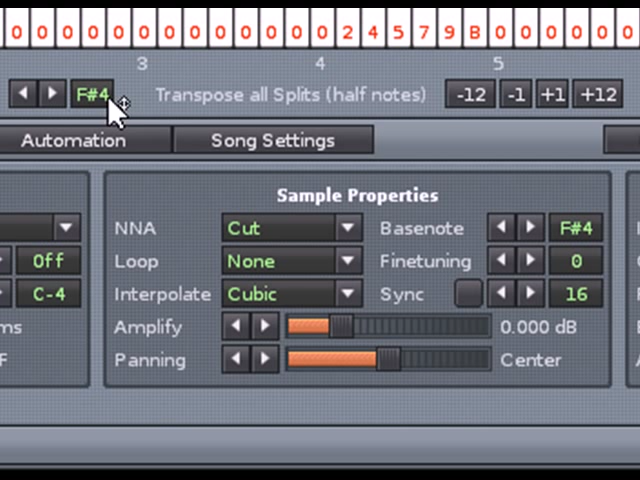 0 0 0 0 0 0 0 0 0 0 0 0 0 2 4 5 7 9 B 0 0 0 0 0 0
3 4 5
F#4 Transpose all Splits (half notes) -12 -1 +1 +12
Automation Song Settings
Sample Properties
NNA Cut Basenote F#4
Off Loop None Finetuning 0
C-4 Interpolate Cubic Sync 16
ms Amplify 0.000 dB
F Panning Center